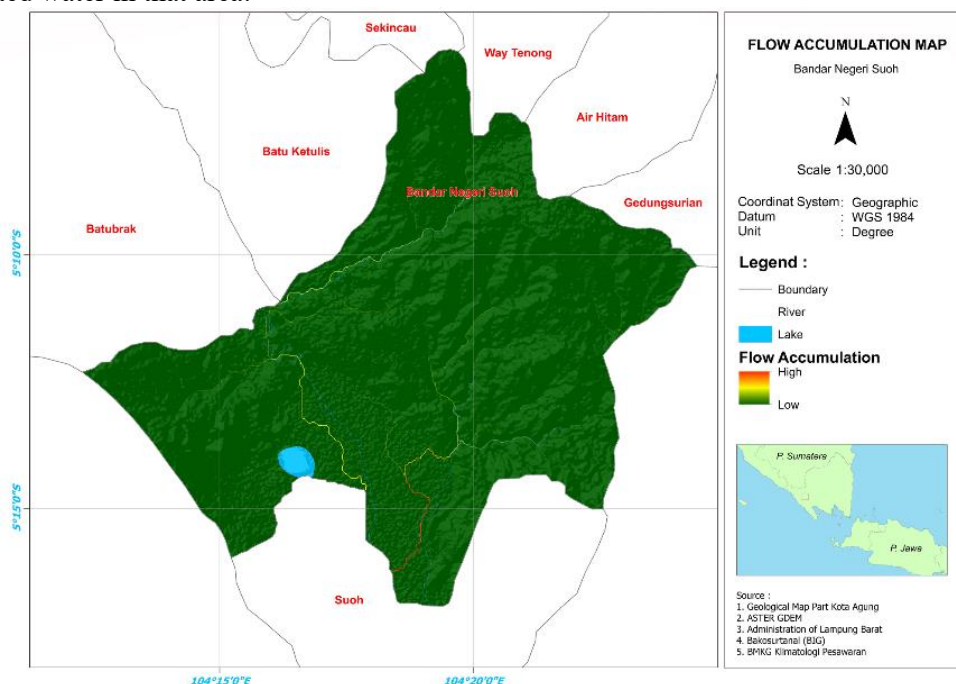 Sekincau
Way Tenong
Air Hitam
Batu Ketulis
Bandar Negeri Suoh
Gedungsurian
Batubrak
Suoh
5°10'0"S
5°15'0"S
104°15'0"E
104°20'0"E
FLOW ACCUMULATION MAP
Bandar Negeri Suoh
N
Scale 1:30,000
Coordinat System: Geographic
Datum : WGS 1984
Unit : Degree
Legend :
Boundary
River
Lake
Flow Accumulation
High
Low
P. Sumatera
P. Jawa
Source :
1. Geological Map Part Kota Agung
2. ASTER GDEM
3. Administration of Lampung Barat
4. Bakosurtanal (BIG)
5. BMKG Klimatologi Pesawaran